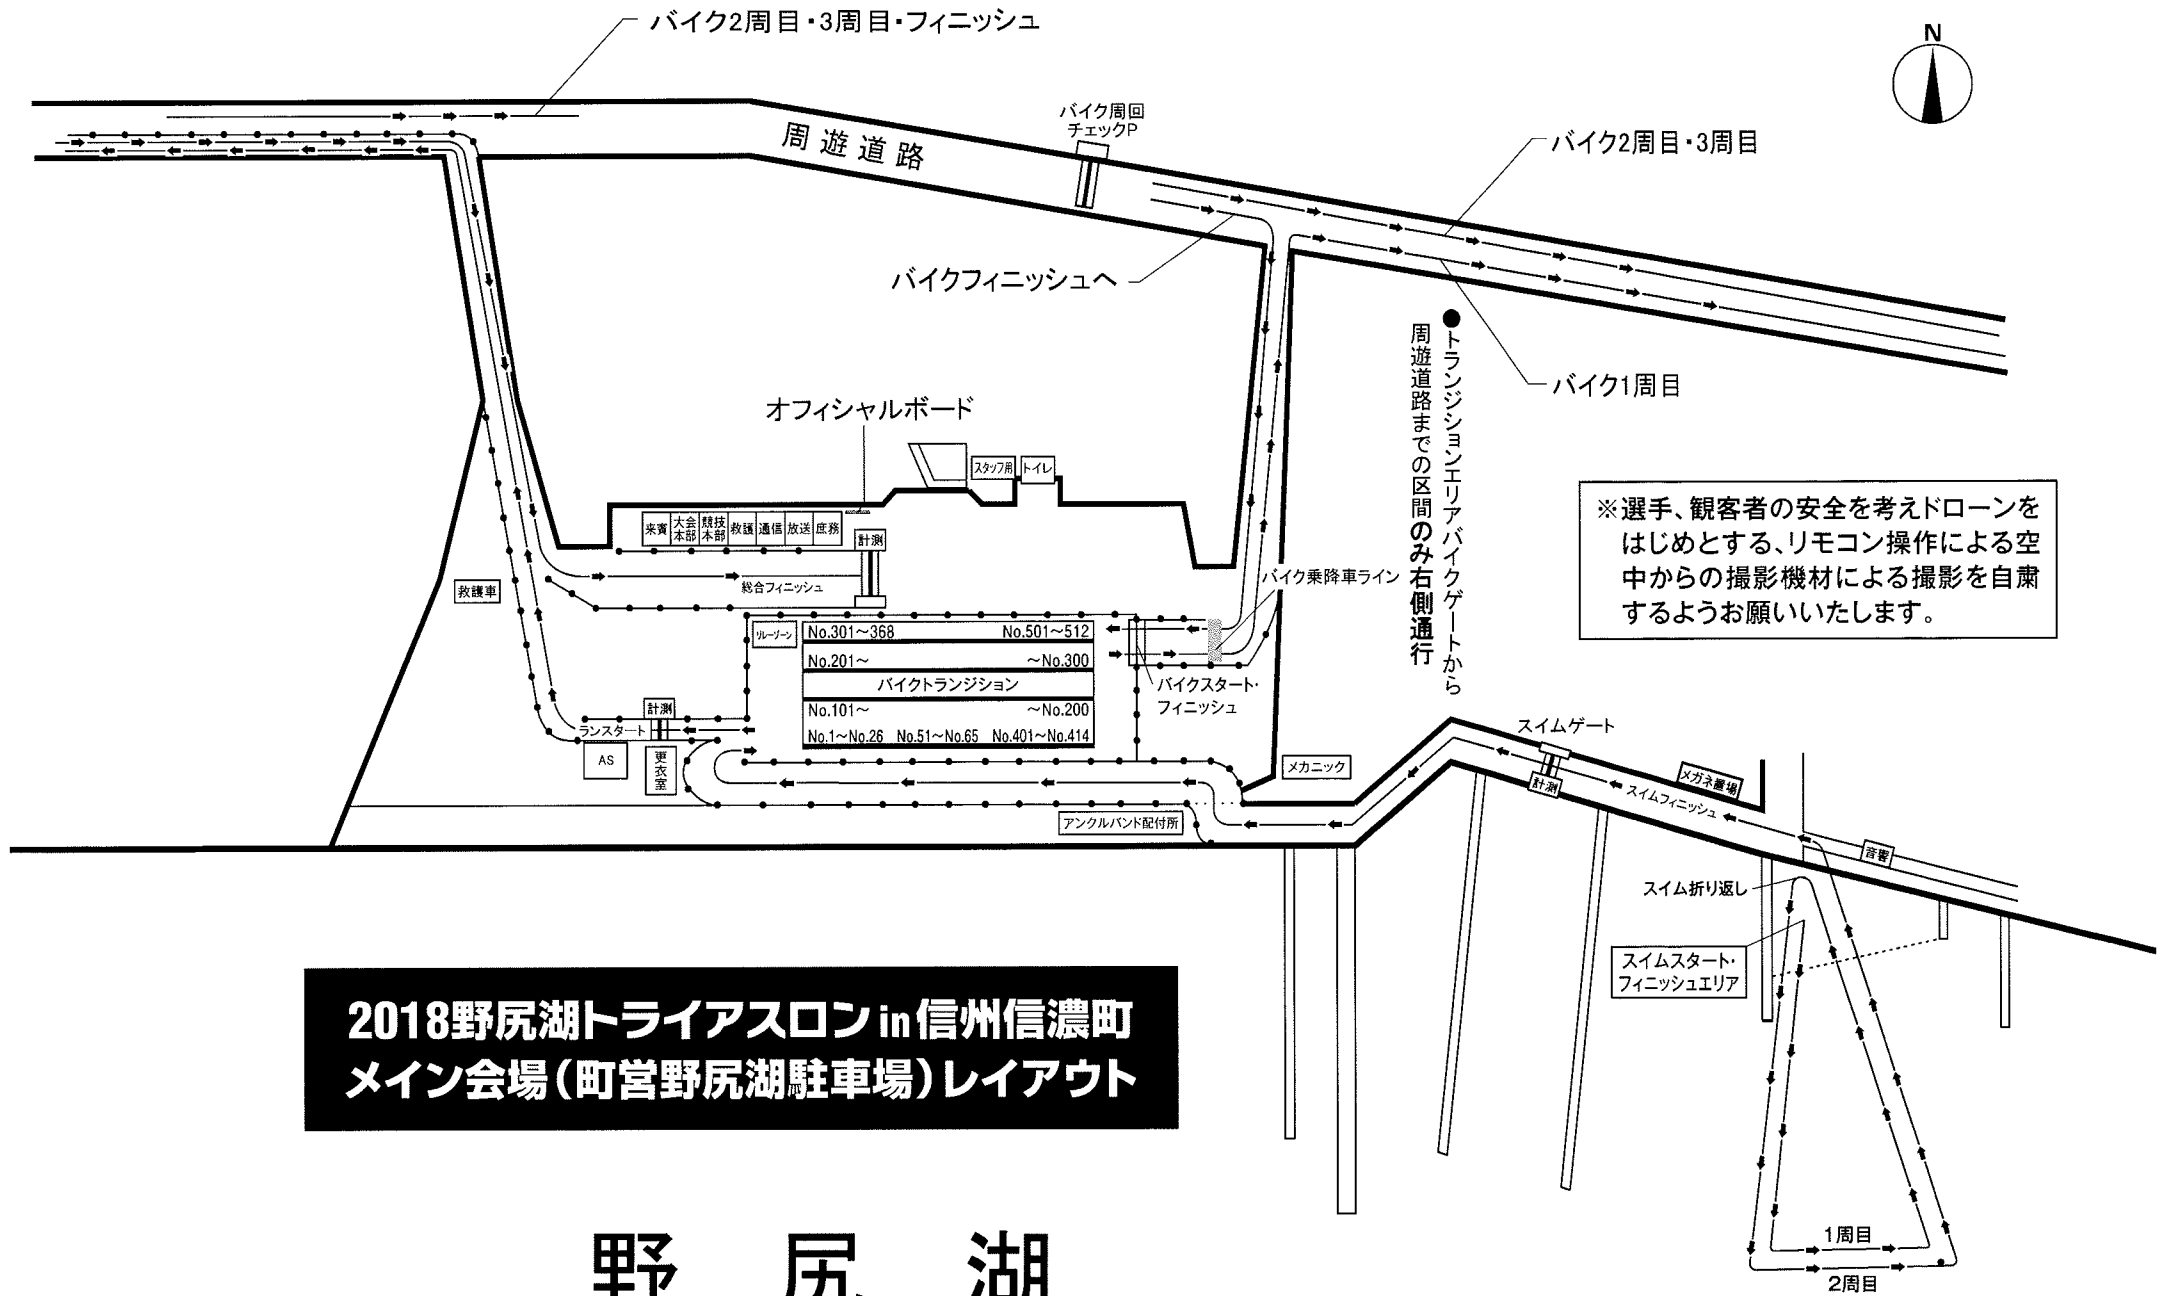 バイク2周目・3周目・フィニッシュ
N
バイク周回
チェックP
周遊道路
バイク2周目・3周目
バイクフィニッシュへ
バイク1周目
●トランジションエリアバイクゲートから
周遊道路までの区間のみ右側通行
オフィシャルボード
スタッフ用
トイレ
※選手、観客者の安全を考えドローンを
はじめとする、リモコン操作による空
中からの撮影機材による撮影を自粛
するようお願いいたします。
来賓
大会
本部
競技
本部
救護
通信
放送
庶務
計測
総合フィニッシュ
救護車
バイク乗降車ライン
リレーゾーン
No.301〜368 No.501〜512
No.201〜 〜No.300
バイクトランジション
No.101〜 〜No.200
No.1〜No.26 No.51〜No.65 No.401〜No.414
バイクスタート・
フィニッシュ
計測
ランスタート
AS
更衣室
メカニック
アンクルバンド配付所
スイムゲート
計測
メガネ置場
スイムフィニッシュ
音響
スイム折り返し
スイムスタート・
フィニッシュエリア
1周目
2周目
2018野尻湖トライアスロンin信州信濃町
メイン会場(町営野尻湖駐車場)レイアウト
野尻湖